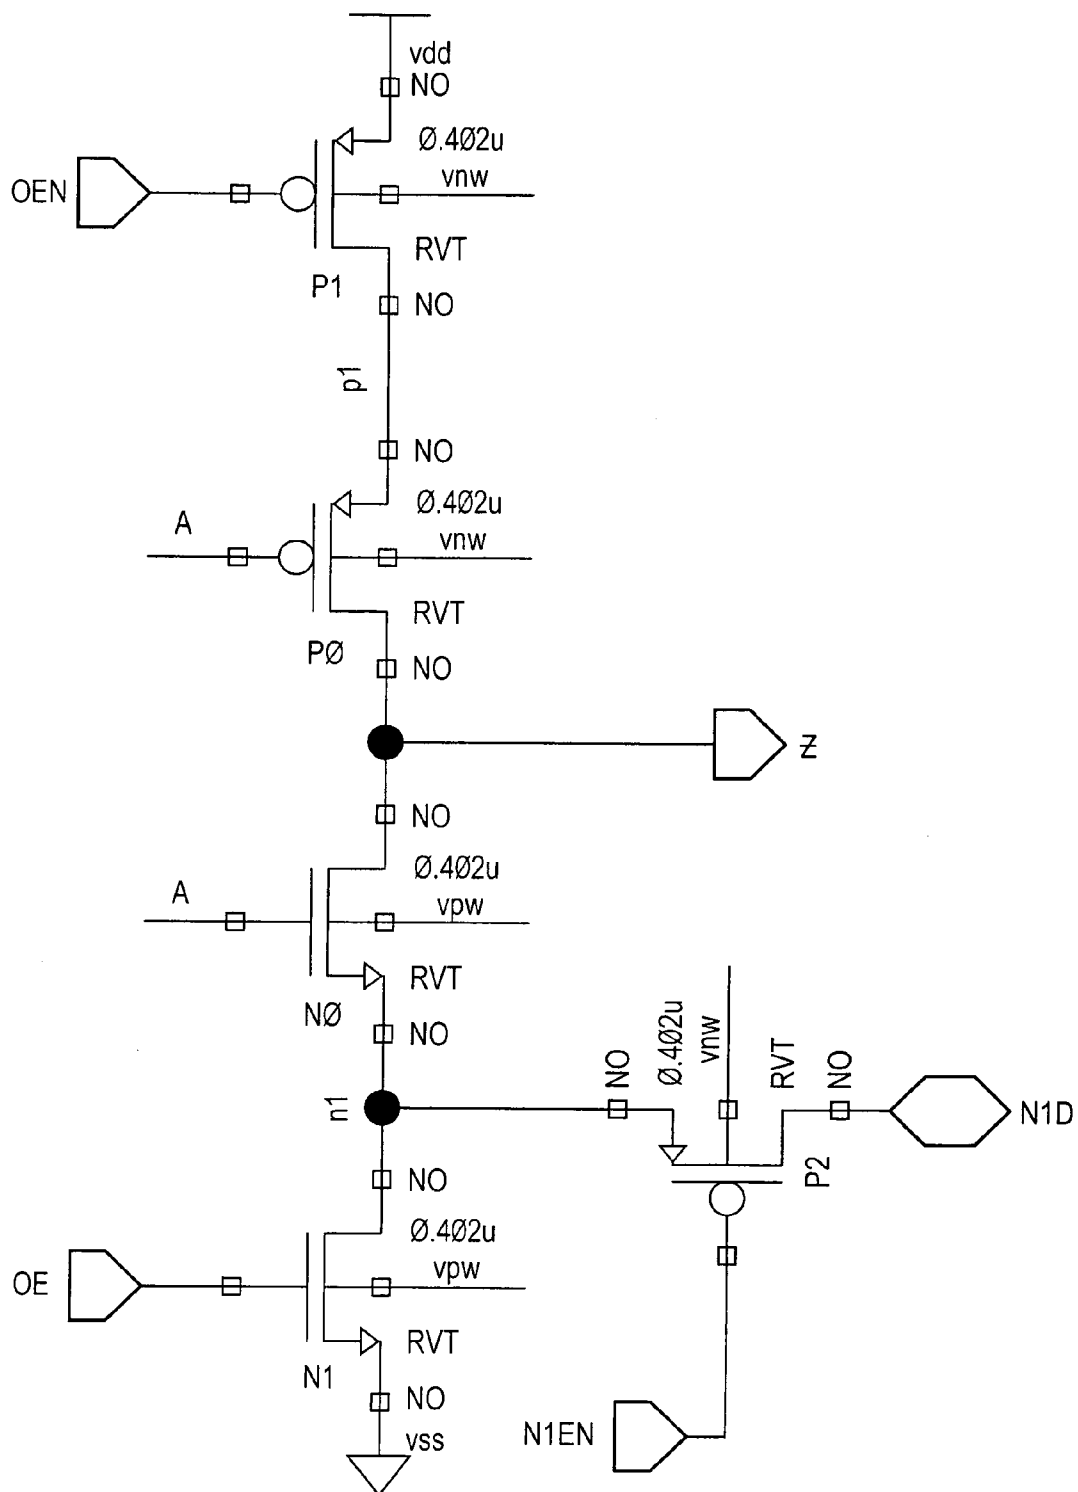 vdd
NO
Ø.4Ø2u
OEN
vnw
RVT
P1
NO
p1
NO
Ø.4Ø2u
A
vnw
RVT
PØ
NO
Z
NO
Ø.4Ø2u
A
vpw
RVT
NØ
NO
NO
Ø.4Ø2u
vnw
RVT
NO
n1
N1D
P2
NO
Ø.4Ø2u
OE
vpw
RVT
N1
NO
N1EN
vss